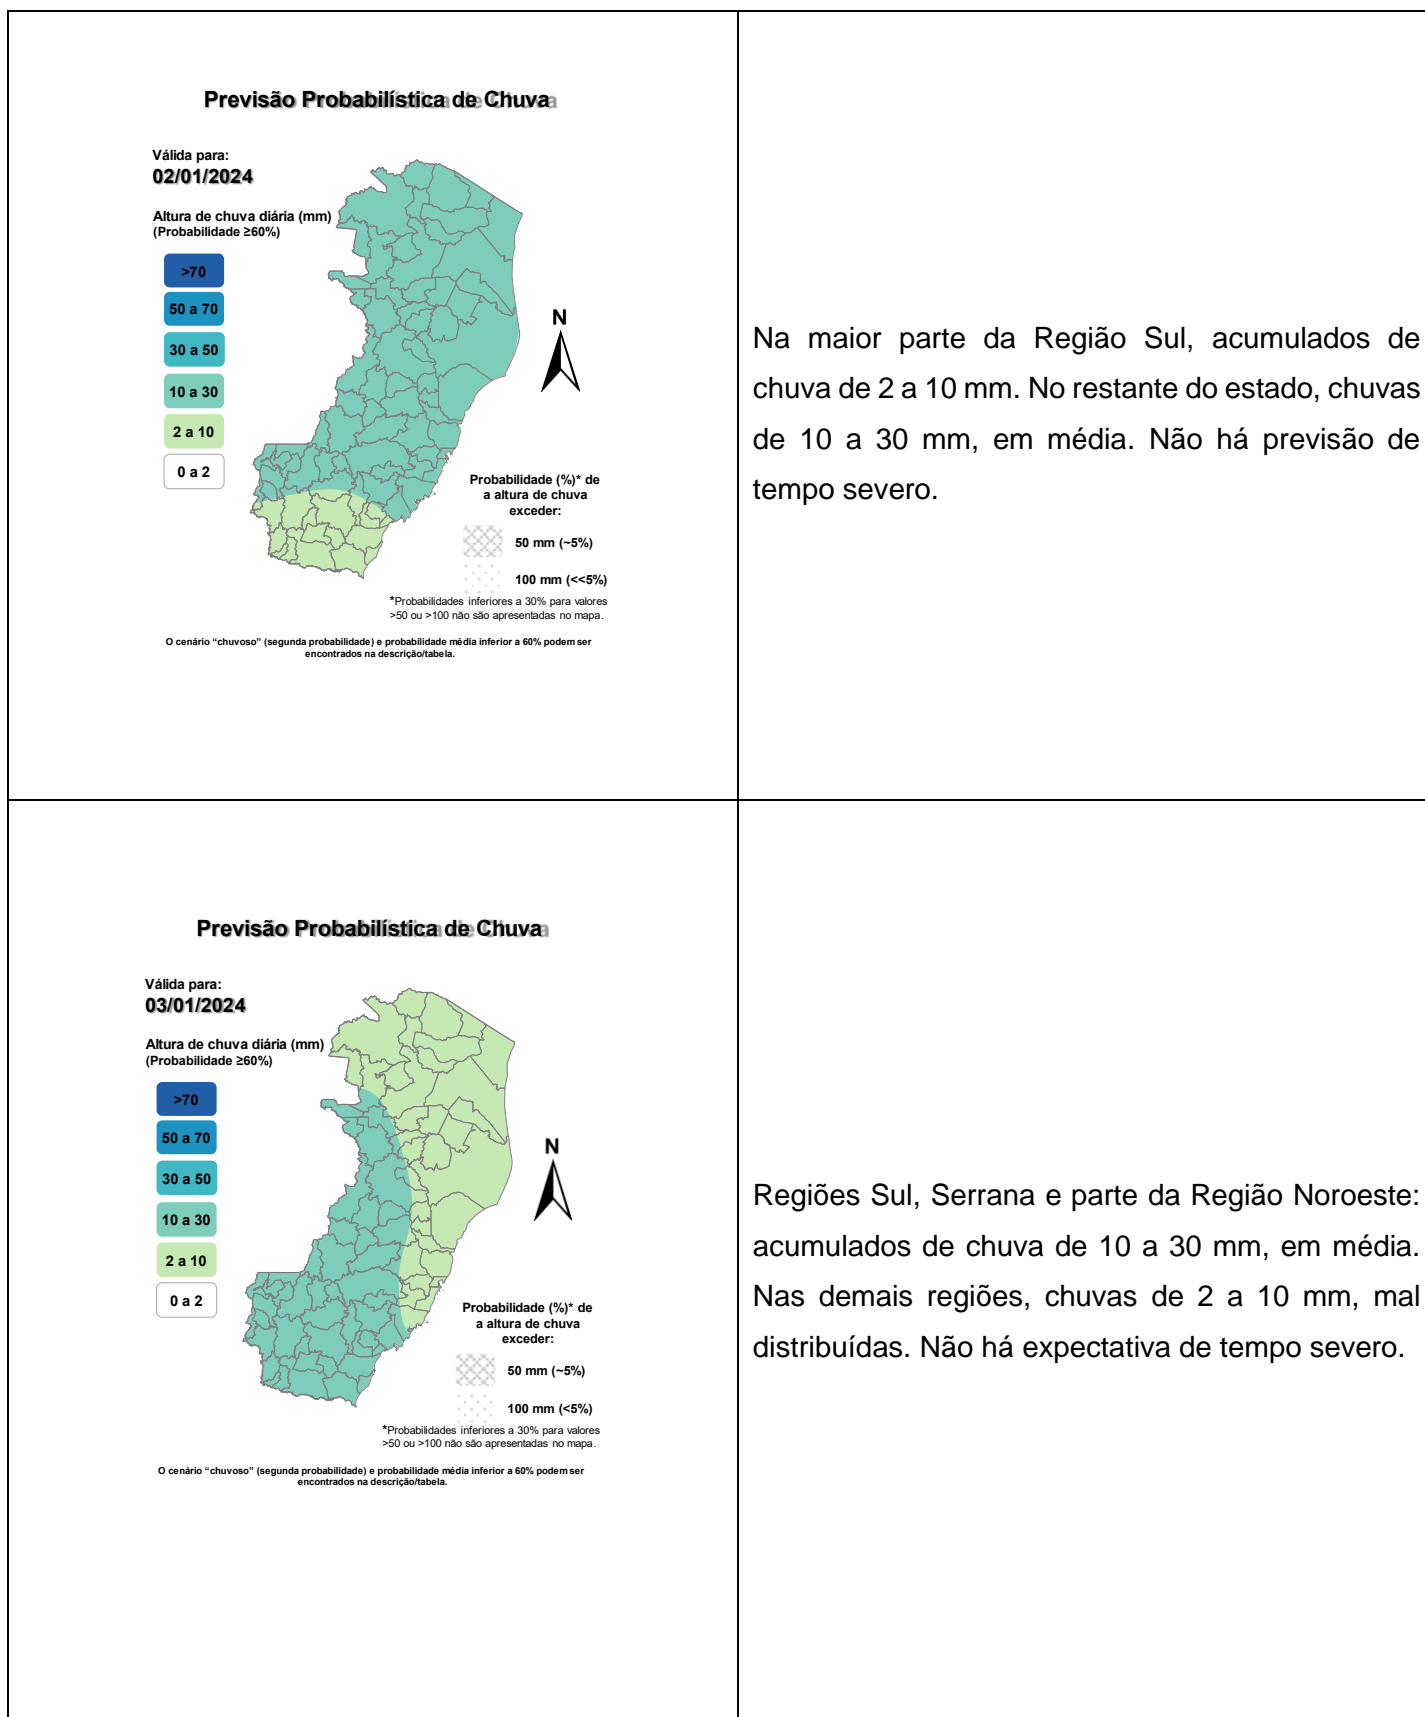 Previsão Probabilística de Chuva
Válida para:
02/01/2024
Altura de chuva diária (mm)
(Probabilidade ≥60%)
>70
50 a 70
30 a 50
10 a 30
2 a 10
0 a 2
N
Probabilidade (%)* de
a altura de chuva
exceder:
50 mm (~5%)
100 mm (<<5%)
*Probabilidades inferiores a 30% para valores
>50 ou >100 não são apresentadas no mapa.
O cenário “chuvoso” (segunda probabilidade) e probabilidade média inferior a 60% podem ser
encontrados na descrição/tabela.
Na maior parte da Região Sul, acumulados de
chuva de 2 a 10 mm. No restante do estado, chuvas
de 10 a 30 mm, em média. Não há previsão de
tempo severo.
Previsão Probabilística de Chuva
Válida para:
03/01/2024
Altura de chuva diária (mm)
(Probabilidade ≥60%)
>70
50 a 70
30 a 50
10 a 30
2 a 10
0 a 2
N
Probabilidade (%)* de
a altura de chuva
exceder:
50 mm (~5%)
100 mm (<5%)
*Probabilidades inferiores a 30% para valores
>50 ou >100 não são apresentadas no mapa.
O cenário “chuvoso” (segunda probabilidade) e probabilidade média inferior a 60% podem ser
encontrados na descrição/tabela.
Regiões Sul, Serrana e parte da Região Noroeste:
acumulados de chuva de 10 a 30 mm, em média.
Nas demais regiões, chuvas de 2 a 10 mm, mal
distribuídas. Não há expectativa de tempo severo.